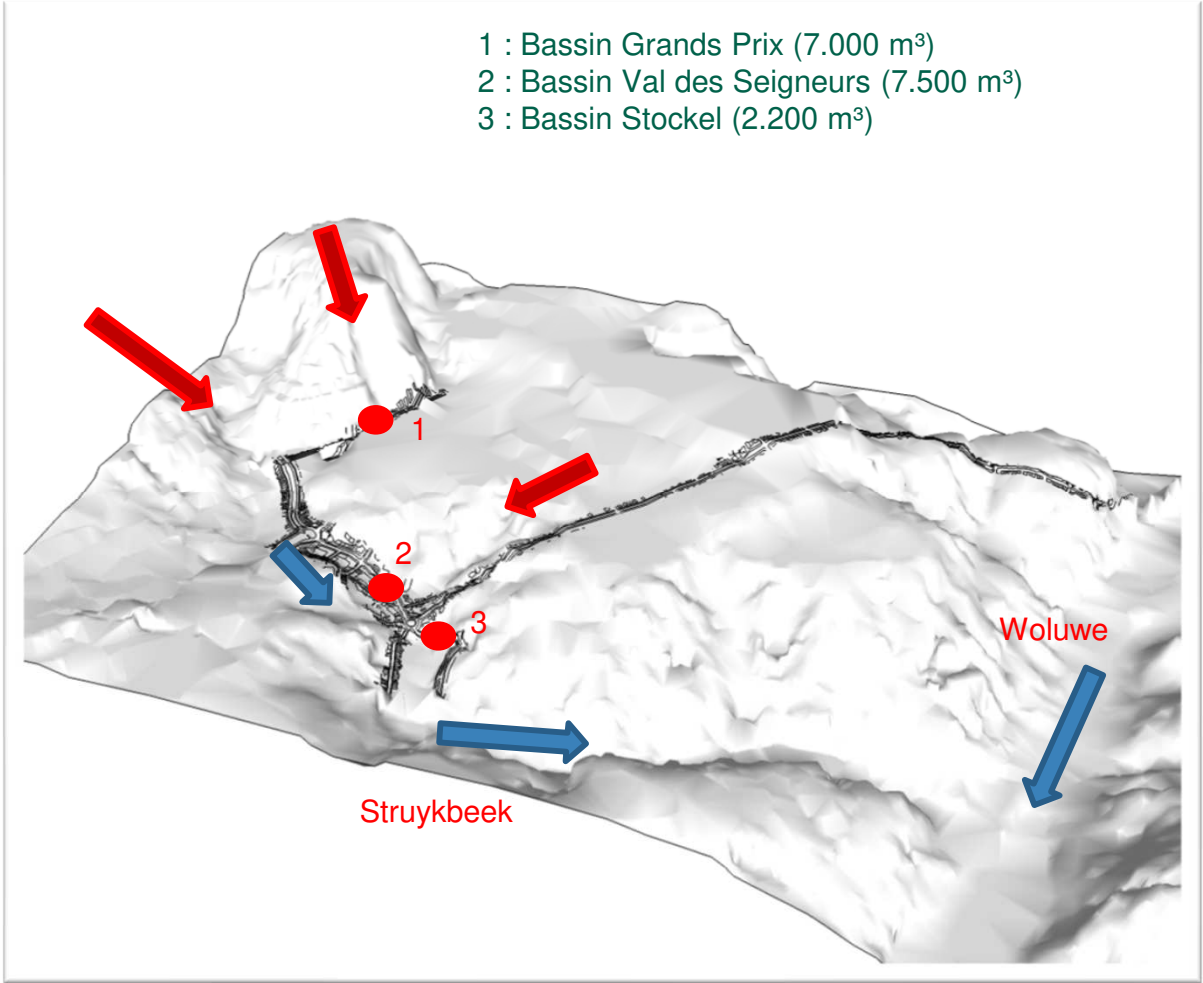 1 : Bassin Grands Prix (7.000 m³)
2 : Bassin Val des Seigneurs (7.500 m³)
3 : Bassin Stockel (2.200 m³)
1
2
3
Woluwe
Struykbeek